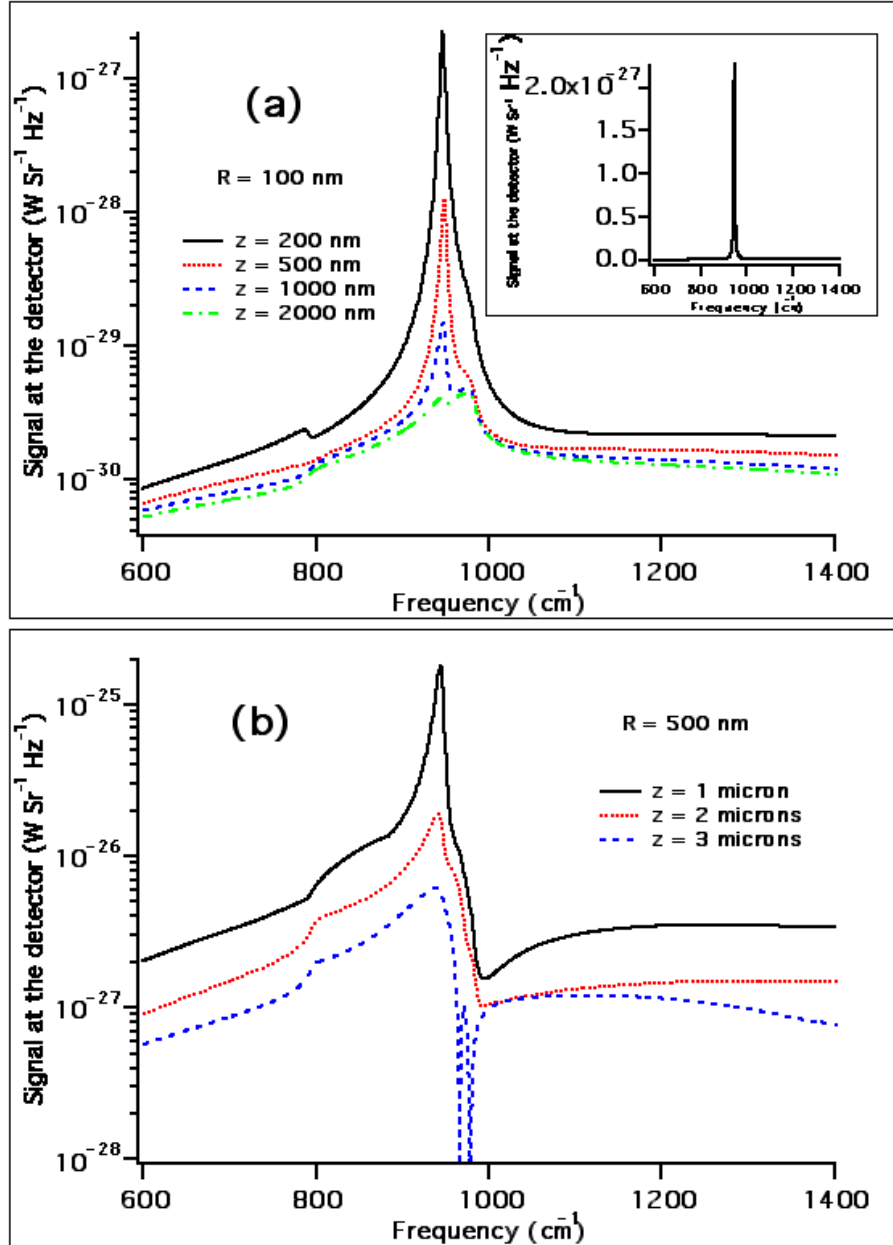 (a)
R = 100 nm
z = 200 nm
z = 500 nm
z = 1000 nm
z = 2000 nm
Signal at the detector (W Sr⁻¹ Hz⁻¹)
10⁻²⁷
10⁻²⁸
10⁻²⁹
10⁻³⁰
600 800 1000 1200 1400
Frequency (cm⁻¹)
Signal at the detector (W Sr⁻¹ Hz⁻¹)
2.0x10⁻²⁷
1.5
1.0
0.5
0.0
600 800 1000 1200 1400
Frequency (cm⁻¹)
(b)
R = 500 nm
z = 1 micron
z = 2 microns
z = 3 microns
Signal at the detector (W Sr⁻¹ Hz⁻¹)
10⁻²⁵
10⁻²⁶
10⁻²⁷
10⁻²⁸
600 800 1000 1200 1400
Frequency (cm⁻¹)